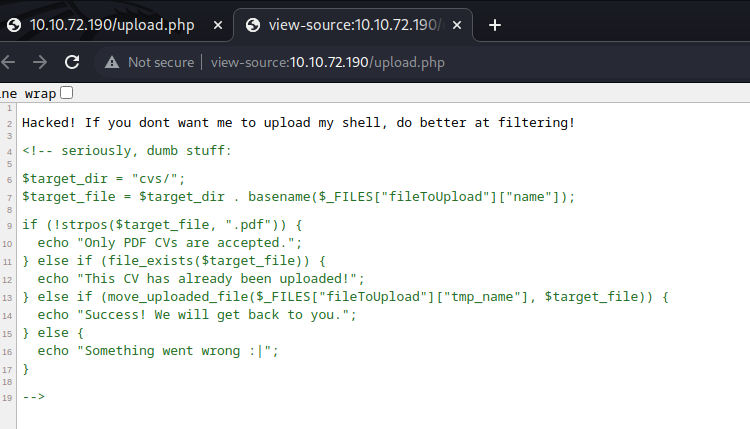 10.10.72.190/upload.php
view-source:10.10.72.190/
Not secure
view-source:10.10.72.190/upload.php
ne wrap
1
2 Hacked! If you dont want me to upload my shell, do better at filtering!
3
4 <!-- seriously, dumb stuff:
5
6 $target_dir = "cvs/";
7 $target_file = $target_dir . basename($_FILES["fileToUpload"]["name"]);
8
9 if (!strpos($target_file, ".pdf")) {
10   echo "Only PDF CVs are accepted.";
11 } else if (file_exists($target_file)) {
12   echo "This CV has already been uploaded!";
13 } else if (move_uploaded_file($_FILES["fileToUpload"]["tmp_name"], $target_file)) {
14   echo "Success! We will get back to you.";
15 } else {
16   echo "Something went wrong :|";
17 }
18
19 -->